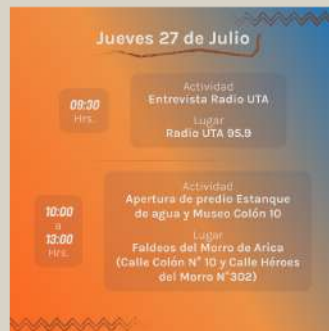 Jueves 27 de Julio
09:30
Hrs.
Actividad
Entrevista Radio UTA
Lugar
Radio UTA 95.9
10:00
a
13:00
Hrs.
Actividad
Apertura de predio Estanque
de agua y Museo Colón 10
Lugar
Faldeos del Morro de Arica
(Calle Colón N° 10 y Calle Héroes
del Morro N°302)